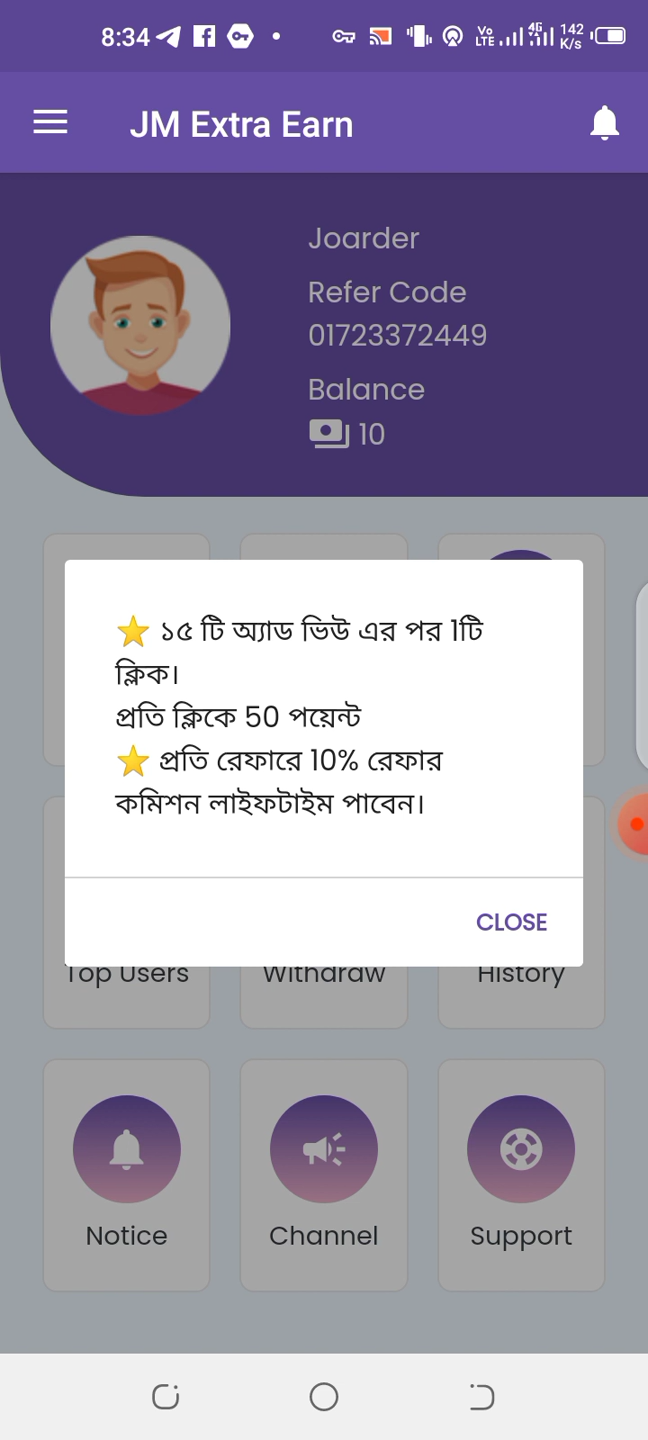 8:34
Vo LTE
4G
142 K/s
JM Extra Earn
Joarder
Refer Code
01723372449
Balance
10
⭐ ১৫ টি অ্যাড ভিউ এর পর 1টি
ক্লিক।
প্রতি ক্লিকে 50 পয়েন্ট
⭐ প্রতি রেফারে 10% রেফার
কমিশন লাইফটাইম পাবেন।
CLOSE
Top Users
Withdraw
History
Notice
Channel
Support